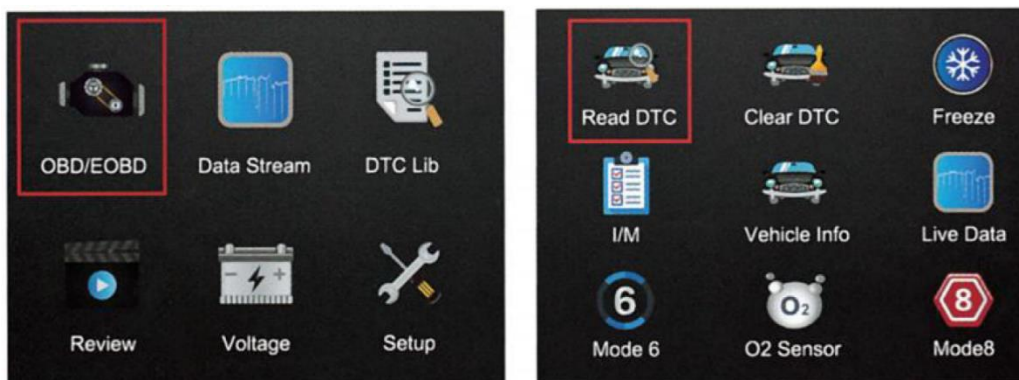 OBD/EOBD Data Stream DTC Lib
Review Voltage Setup
Read DTC Clear DTC Freeze
I/M Vehicle Info Live Data
6 O2 8
Mode 6 O2 Sensor Mode8